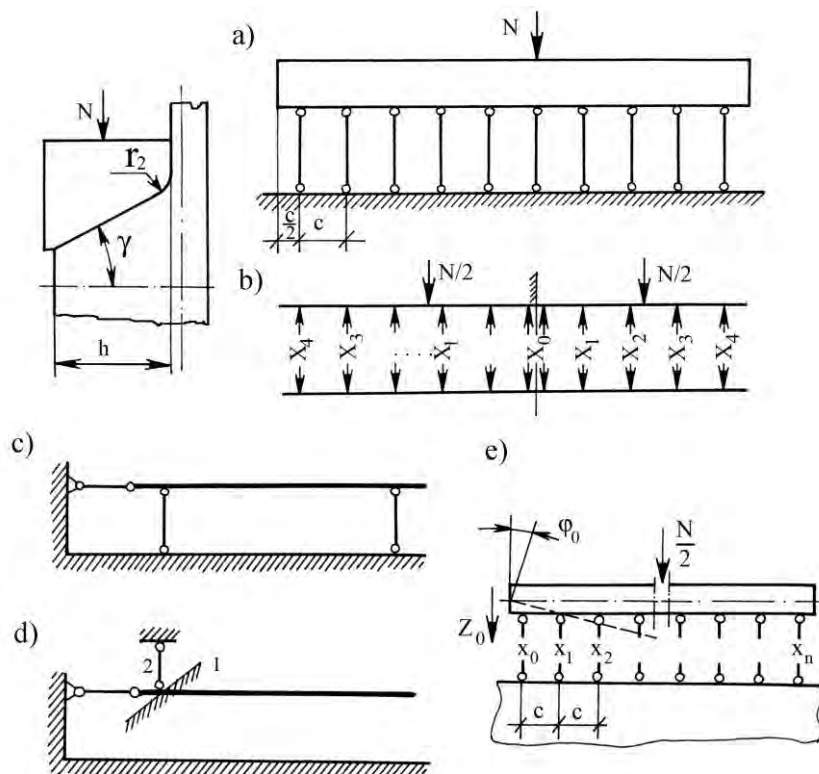 a)
N
N
r₂
γ
h
c/2
c
b)
N/2
N/2
X₄
X₃
.....
X₁
X₀
X₁
X₂
X₃
X₄
c)
d)
2
1
e)
φ₀
N/2
Z₀
x₀
x₁
x₂
xₙ
c
c